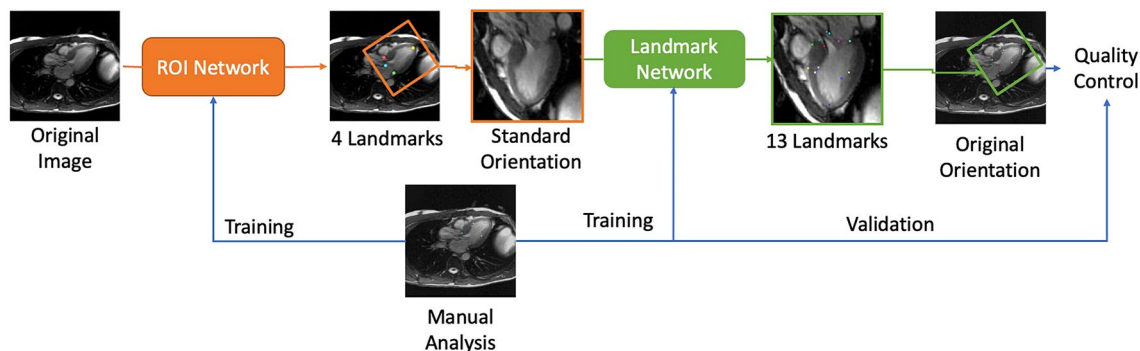 ROI Network
Landmark
Network
Quality
Control
Original
Image
4 Landmarks
Standard
Orientation
13 Landmarks
Original
Orientation
Training
Training
Validation
Manual
Analysis